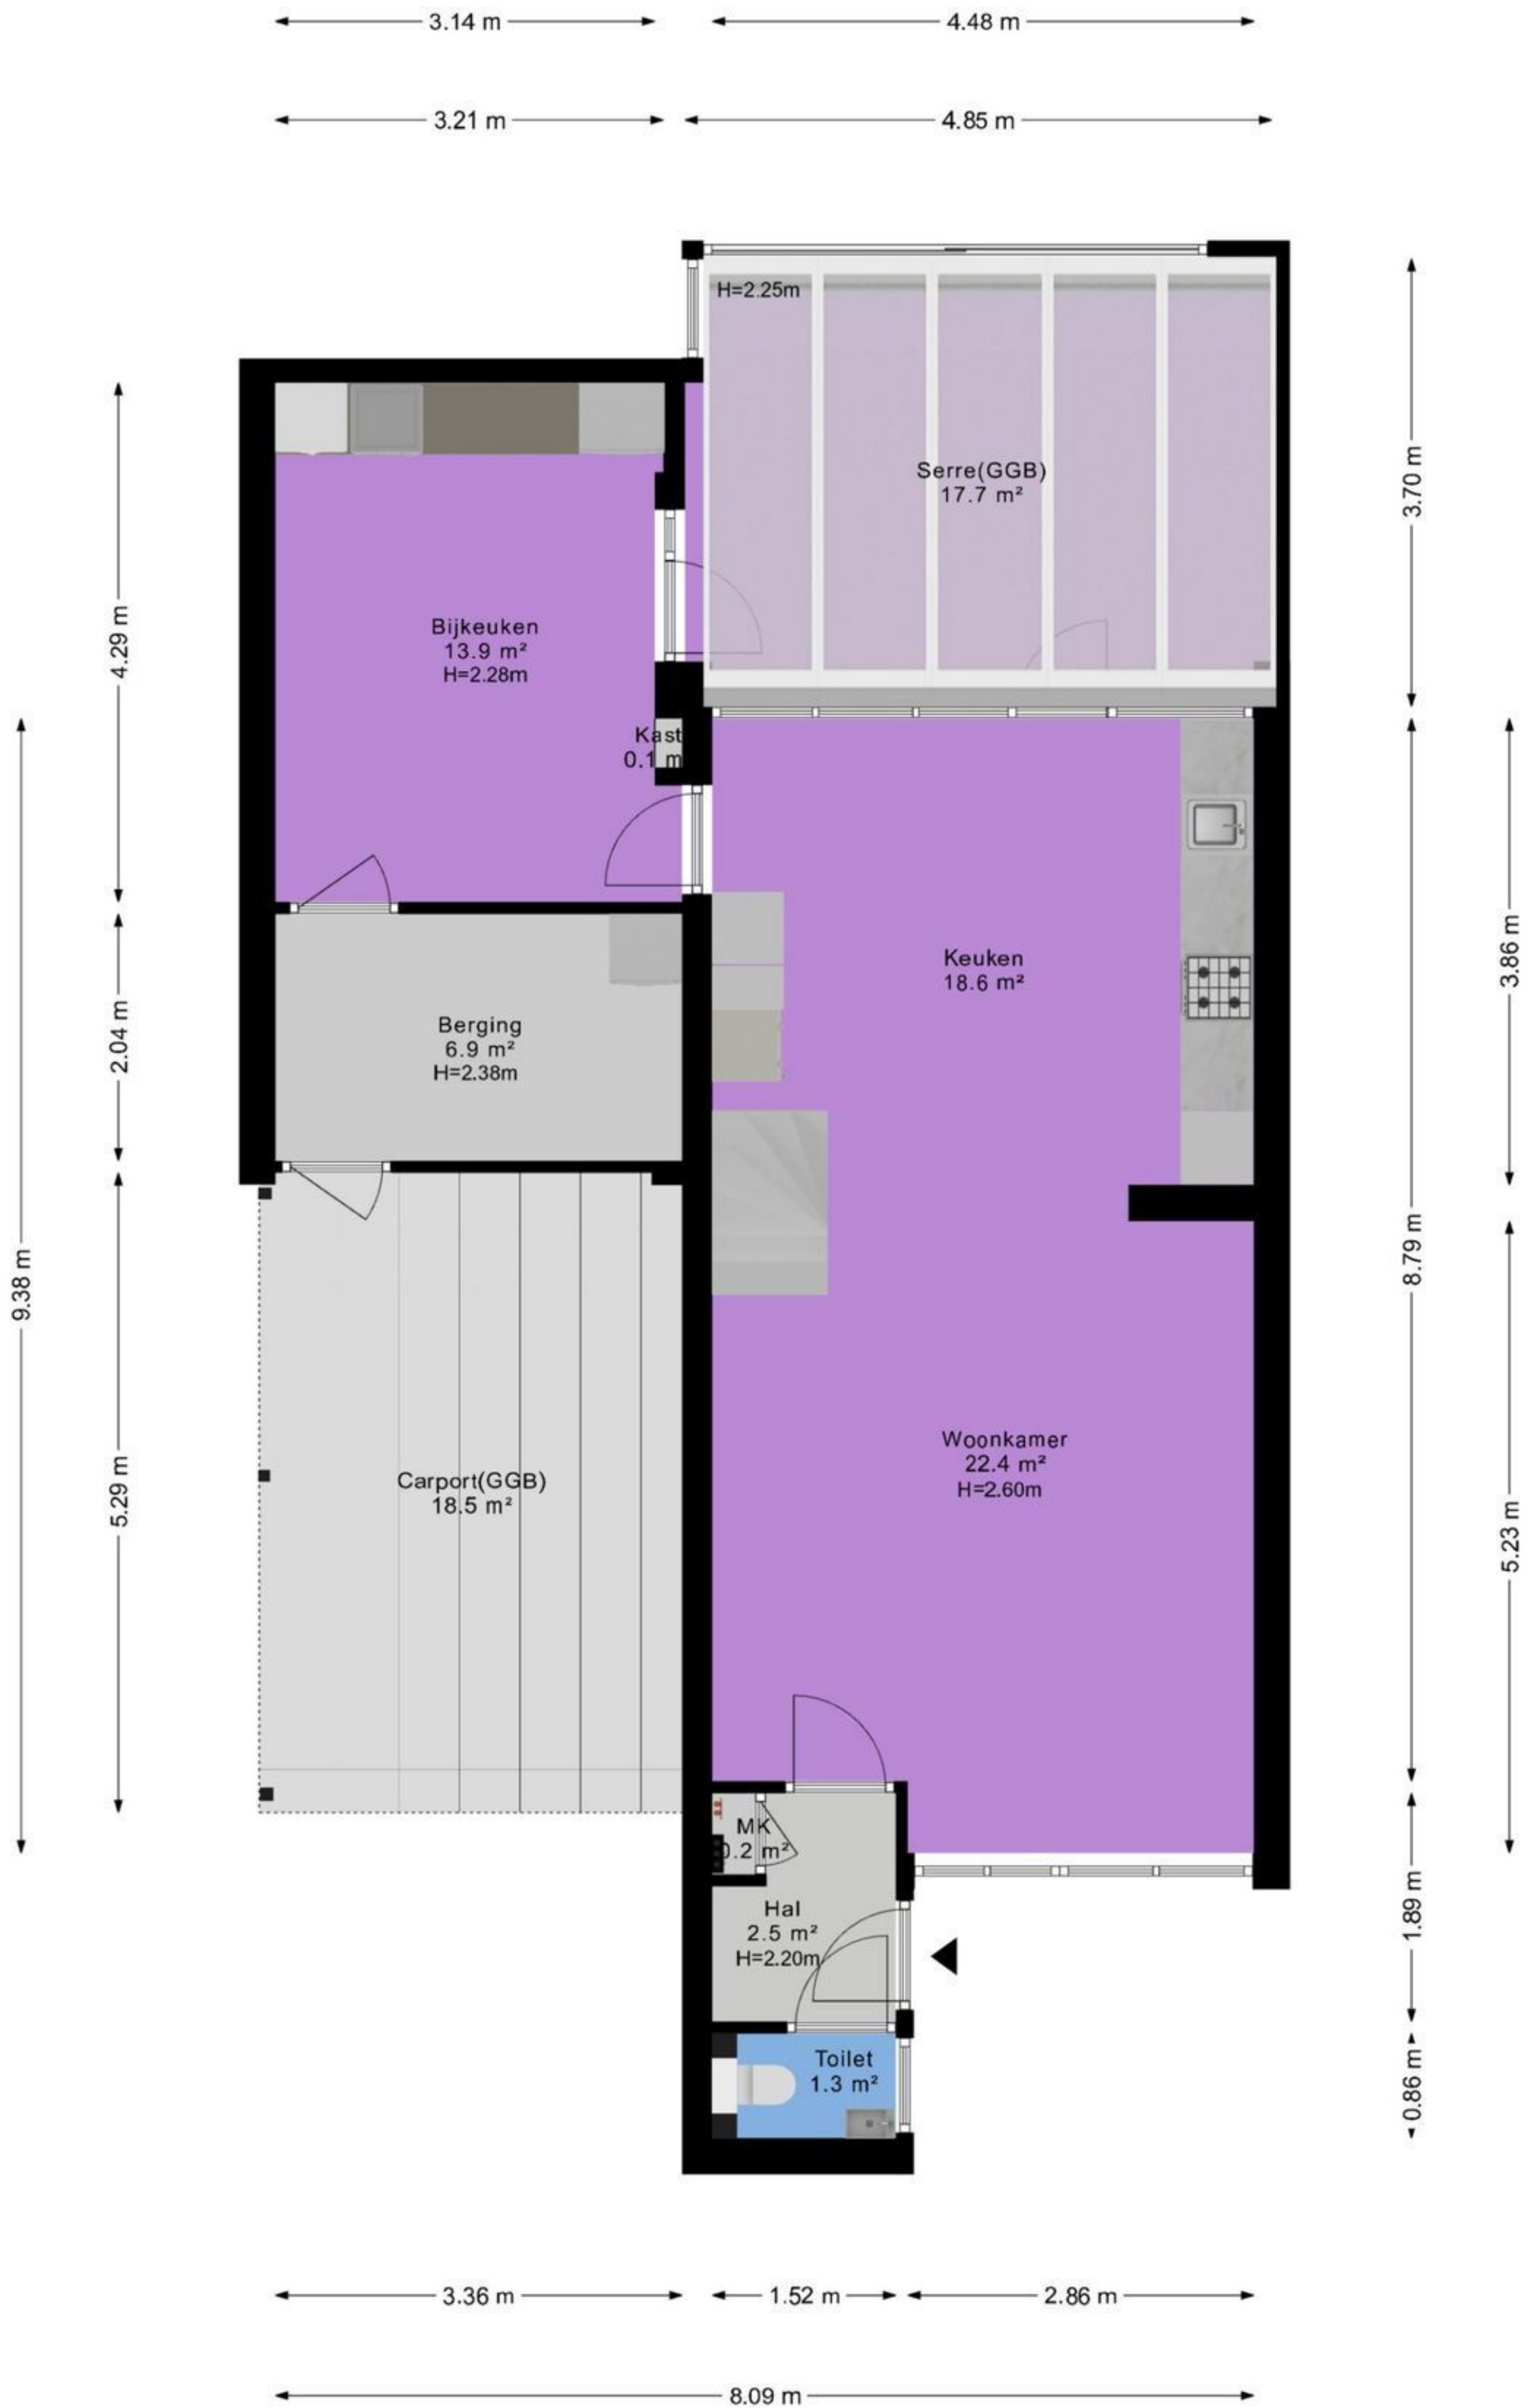 3.14 m
4.48 m
3.21 m
4.85 m
H=2.25m
Serre(GGB)
17.7 m²
3.70 m
4.29 m
Bijkeuken
13.9 m²
H=2.28m
Kast
0.1 m
Keuken
18.6 m²
3.86 m
2.04 m
Berging
6.9 m²
H=2.38m
9.38 m
8.79 m
5.29 m
Carport(GGB)
18.5 m²
Woonkamer
22.4 m²
H=2.60m
5.23 m
MK
0.2 m²
Hal
2.5 m²
H=2.20m
1.89 m
Toilet
1.3 m²
0.86 m
3.36 m
1.52 m
2.86 m
8.09 m